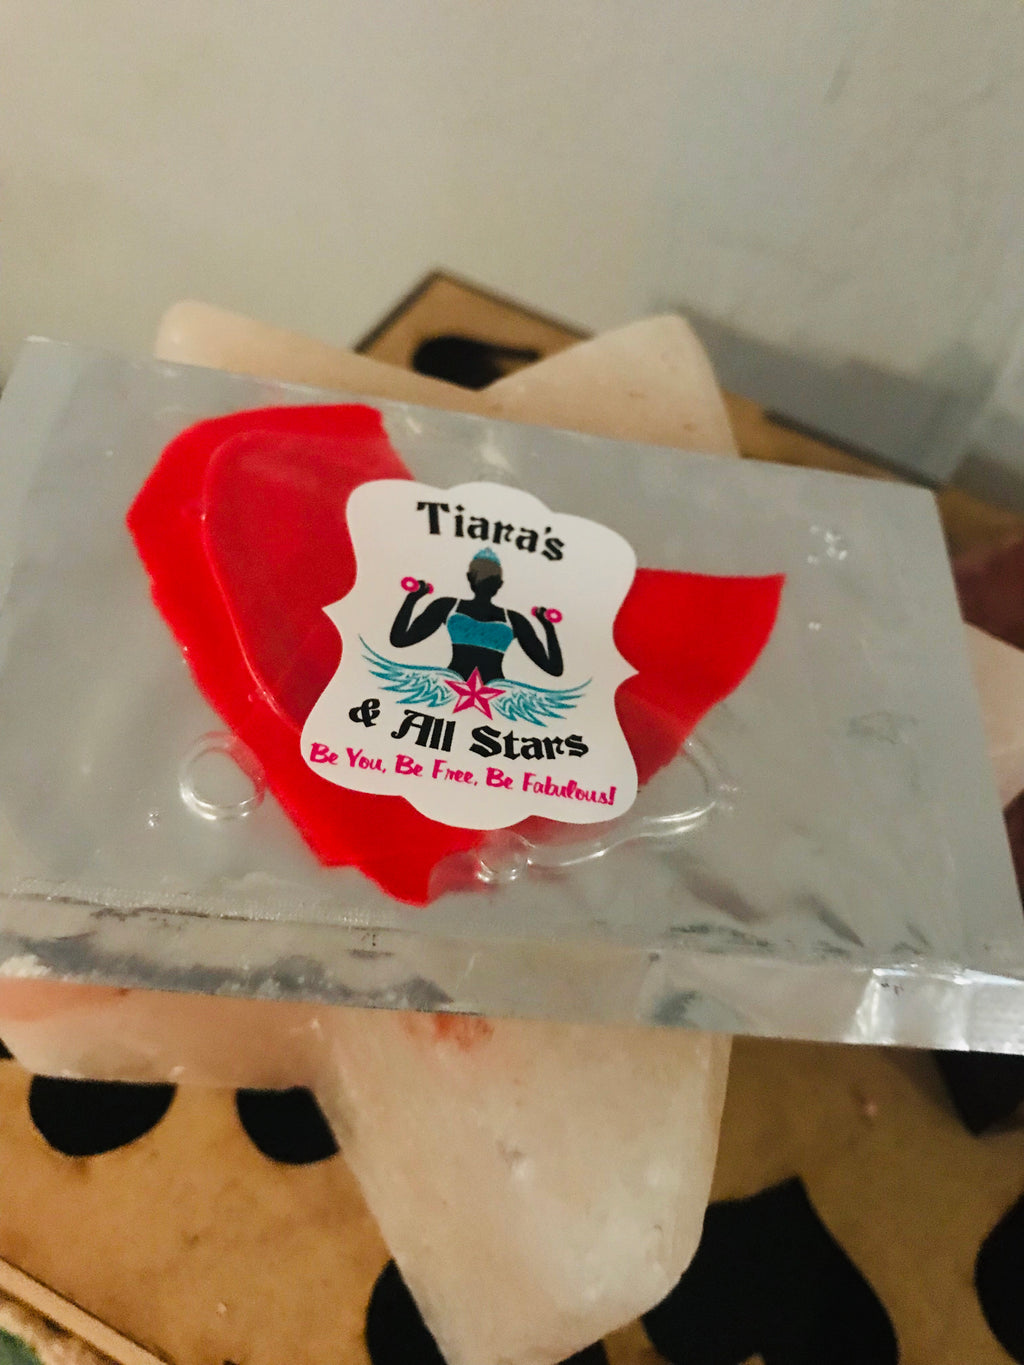 Tiara's
& All Stars
Be You, Be Free, Be Fabulous!